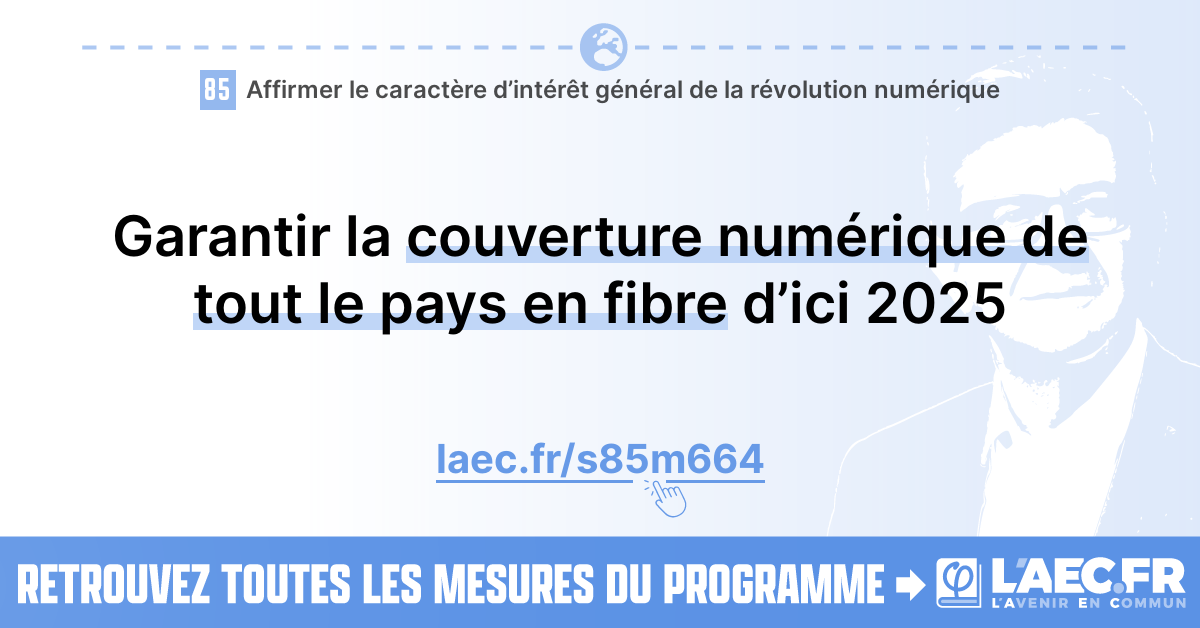 85 Affirmer le caractère d’intérêt général de la révolution numérique
Garantir la couverture numérique de
tout le pays en fibre d’ici 2025
laec.fr/s85m664
RETROUVEZ TOUTES LES MESURES DU PROGRAMME
φ L'AEC.FR
L'AVENIR EN COMMUN